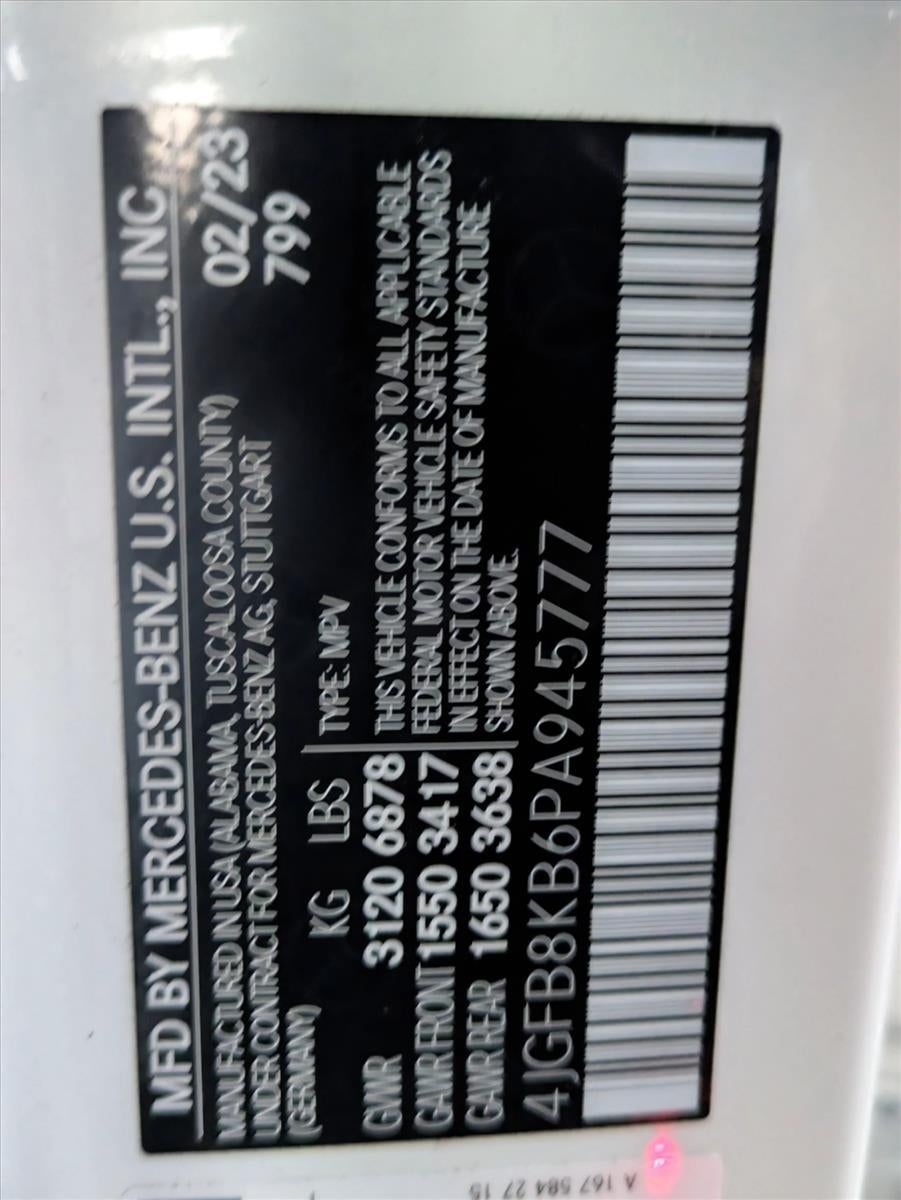 MFD BY MERCEDES-BENZ U.S. INTL., INC
MANUFACTURED IN USA (ALABAMA, TUSCALOOSA COUNTY) 02/23
UNDER CONTRACT FOR MERCEDES-BENZ AG, STUTTGART 799
(GERMANY)
KG LBS TYPE: MPV
GVWR 3120 6878 THIS VEHICLE CONFORMS TO ALL APPLICABLE
GAWR FRONT 1550 3417 FEDERAL MOTOR VEHICLE SAFETY STANDARDS
GAWR REAR 1650 3638 IN EFFECT ON THE DATE OF MANUFACTURE
SHOWN ABOVE.
4JGFB8KB6PA945777
A 167 584 27 15